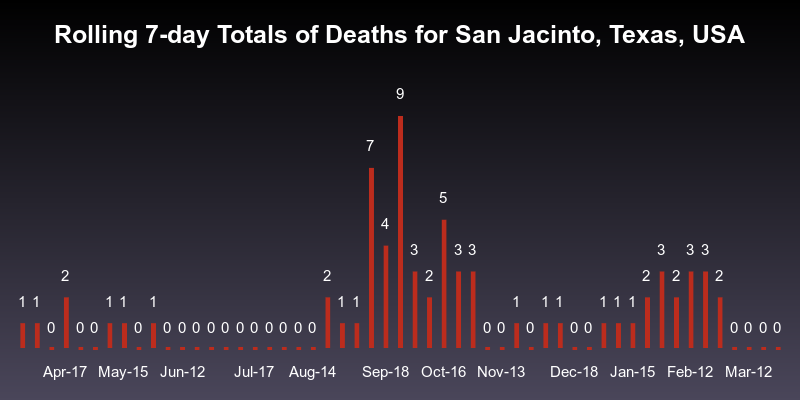 Rolling 7-day Totals of Deaths for San Jacinto, Texas, USA
9
7
5
4
3 3 3 3 3 3
2 2 2 2 2 2
1 1 1 1 1 1 1 1 1 1 1 1 1
0 0 0 0 0 0 0 0 0 0 0 0 0 0 0 0 0 0 0 0 0 0 0 0
Apr-17 May-15 Jun-12 Jul-17 Aug-14 Sep-18 Oct-16 Nov-13 Dec-18 Jan-15 Feb-12 Mar-12